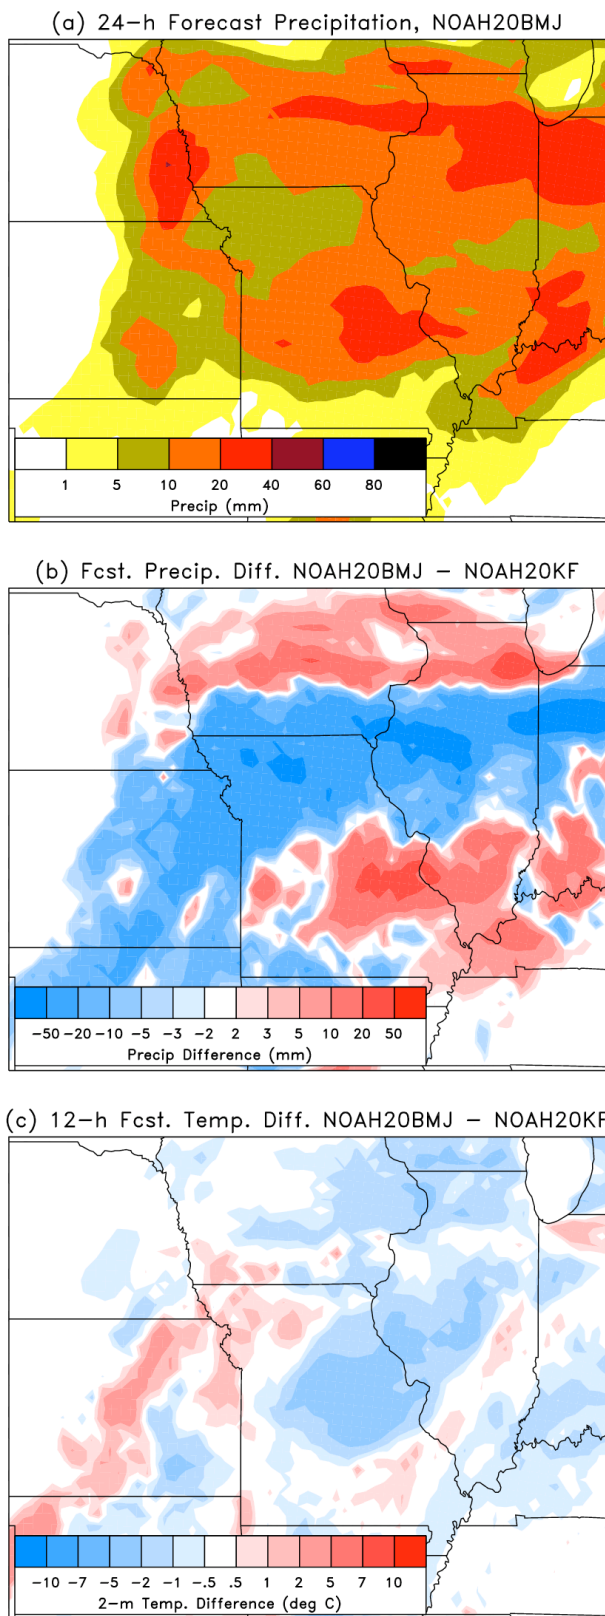 (a) 24-h Forecast Precipitation, NOAH20BMJ
1 5 10 20 40 60 80
Precip (mm)
(b) Fcst. Precip. Diff. NOAH20BMJ - NOAH20KF
-50 -20 -10 -5 -3 -2 2 3 5 10 20 50
Precip Difference (mm)
(c) 12-h Fcst. Temp. Diff. NOAH20BMJ - NOAH20KF
-10 -7 -5 -2 -1 -.5 .5 1 2 5 7 10
2-m Temp. Difference (deg C)